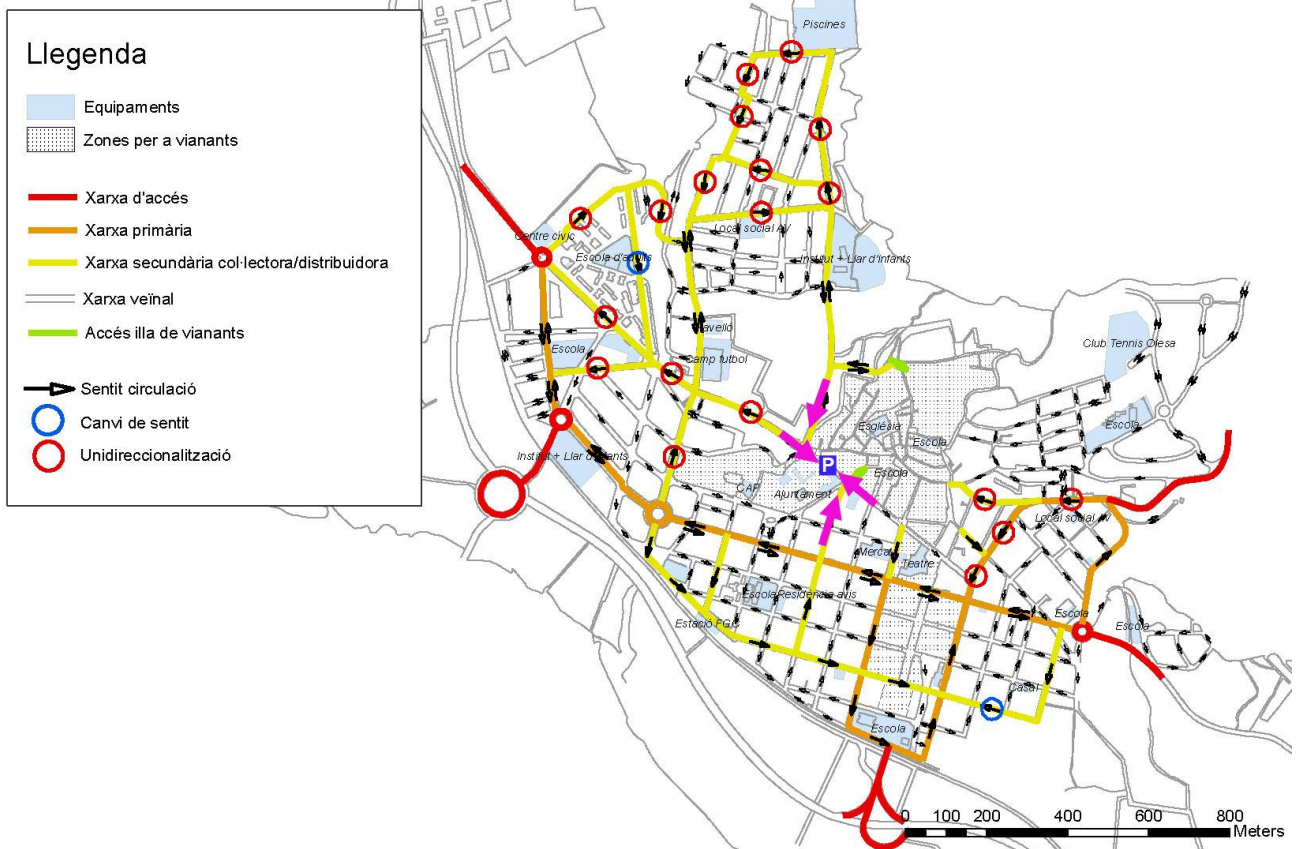 Llegenda
Equipaments
Zones per a vianants
Xarxa d'accés
Xarxa primària
Xarxa secundària col·lectora/distribuidora
Xarxa veïnal
Accés illa de vianants
Sentit circulació
Canvi de sentit
Unidireccionalització
Piscines
Centre cívic
Local social AV
Escola d'adults
Institut + Llar d'infants
Pavelló
Club Tennis Olesa
Escola
Camp futbol
Escola
Església
Escola
Institut + Llar d'infants
P
Escola
CAP
Ajuntament
Local social AV
Mercat
Teatre
Escola
Residencia avis
Escola
Escola
Estació FGC
Casal
Escola
0 100 200 400 600 800
Meters